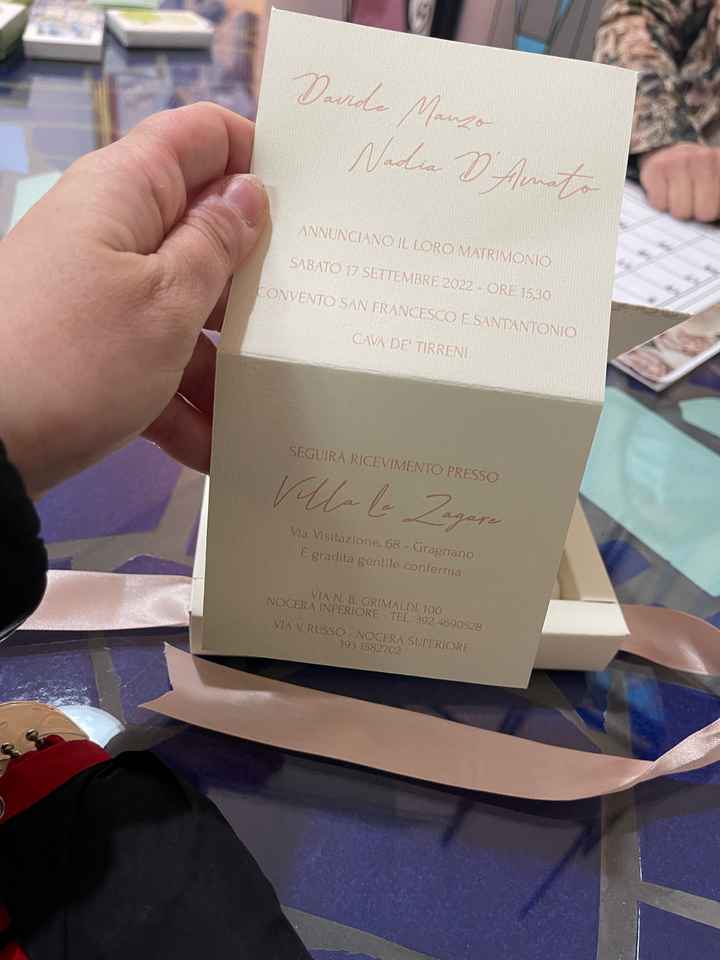 Davide Manzo
Nadia D'Amato
ANNUNCIANO IL LORO MATRIMONIO
SABATO 17 SETTEMBRE 2022 - ORE 15,30
CONVENTO SAN FRANCESCO E SANT'ANTONIO
CAVA DE' TIRRENI
SEGUIRÀ RICEVIMENTO PRESSO
Villa le Zagare
Via Visitazione, 68 - Gragnano
È gradita gentile conferma
VIA N. B. GRIMALDI, 100
NOCERA INFERIORE - TEL. 392 4690528
VIA V. RUSSO - NOCERA SUPERIORE
393 1582702